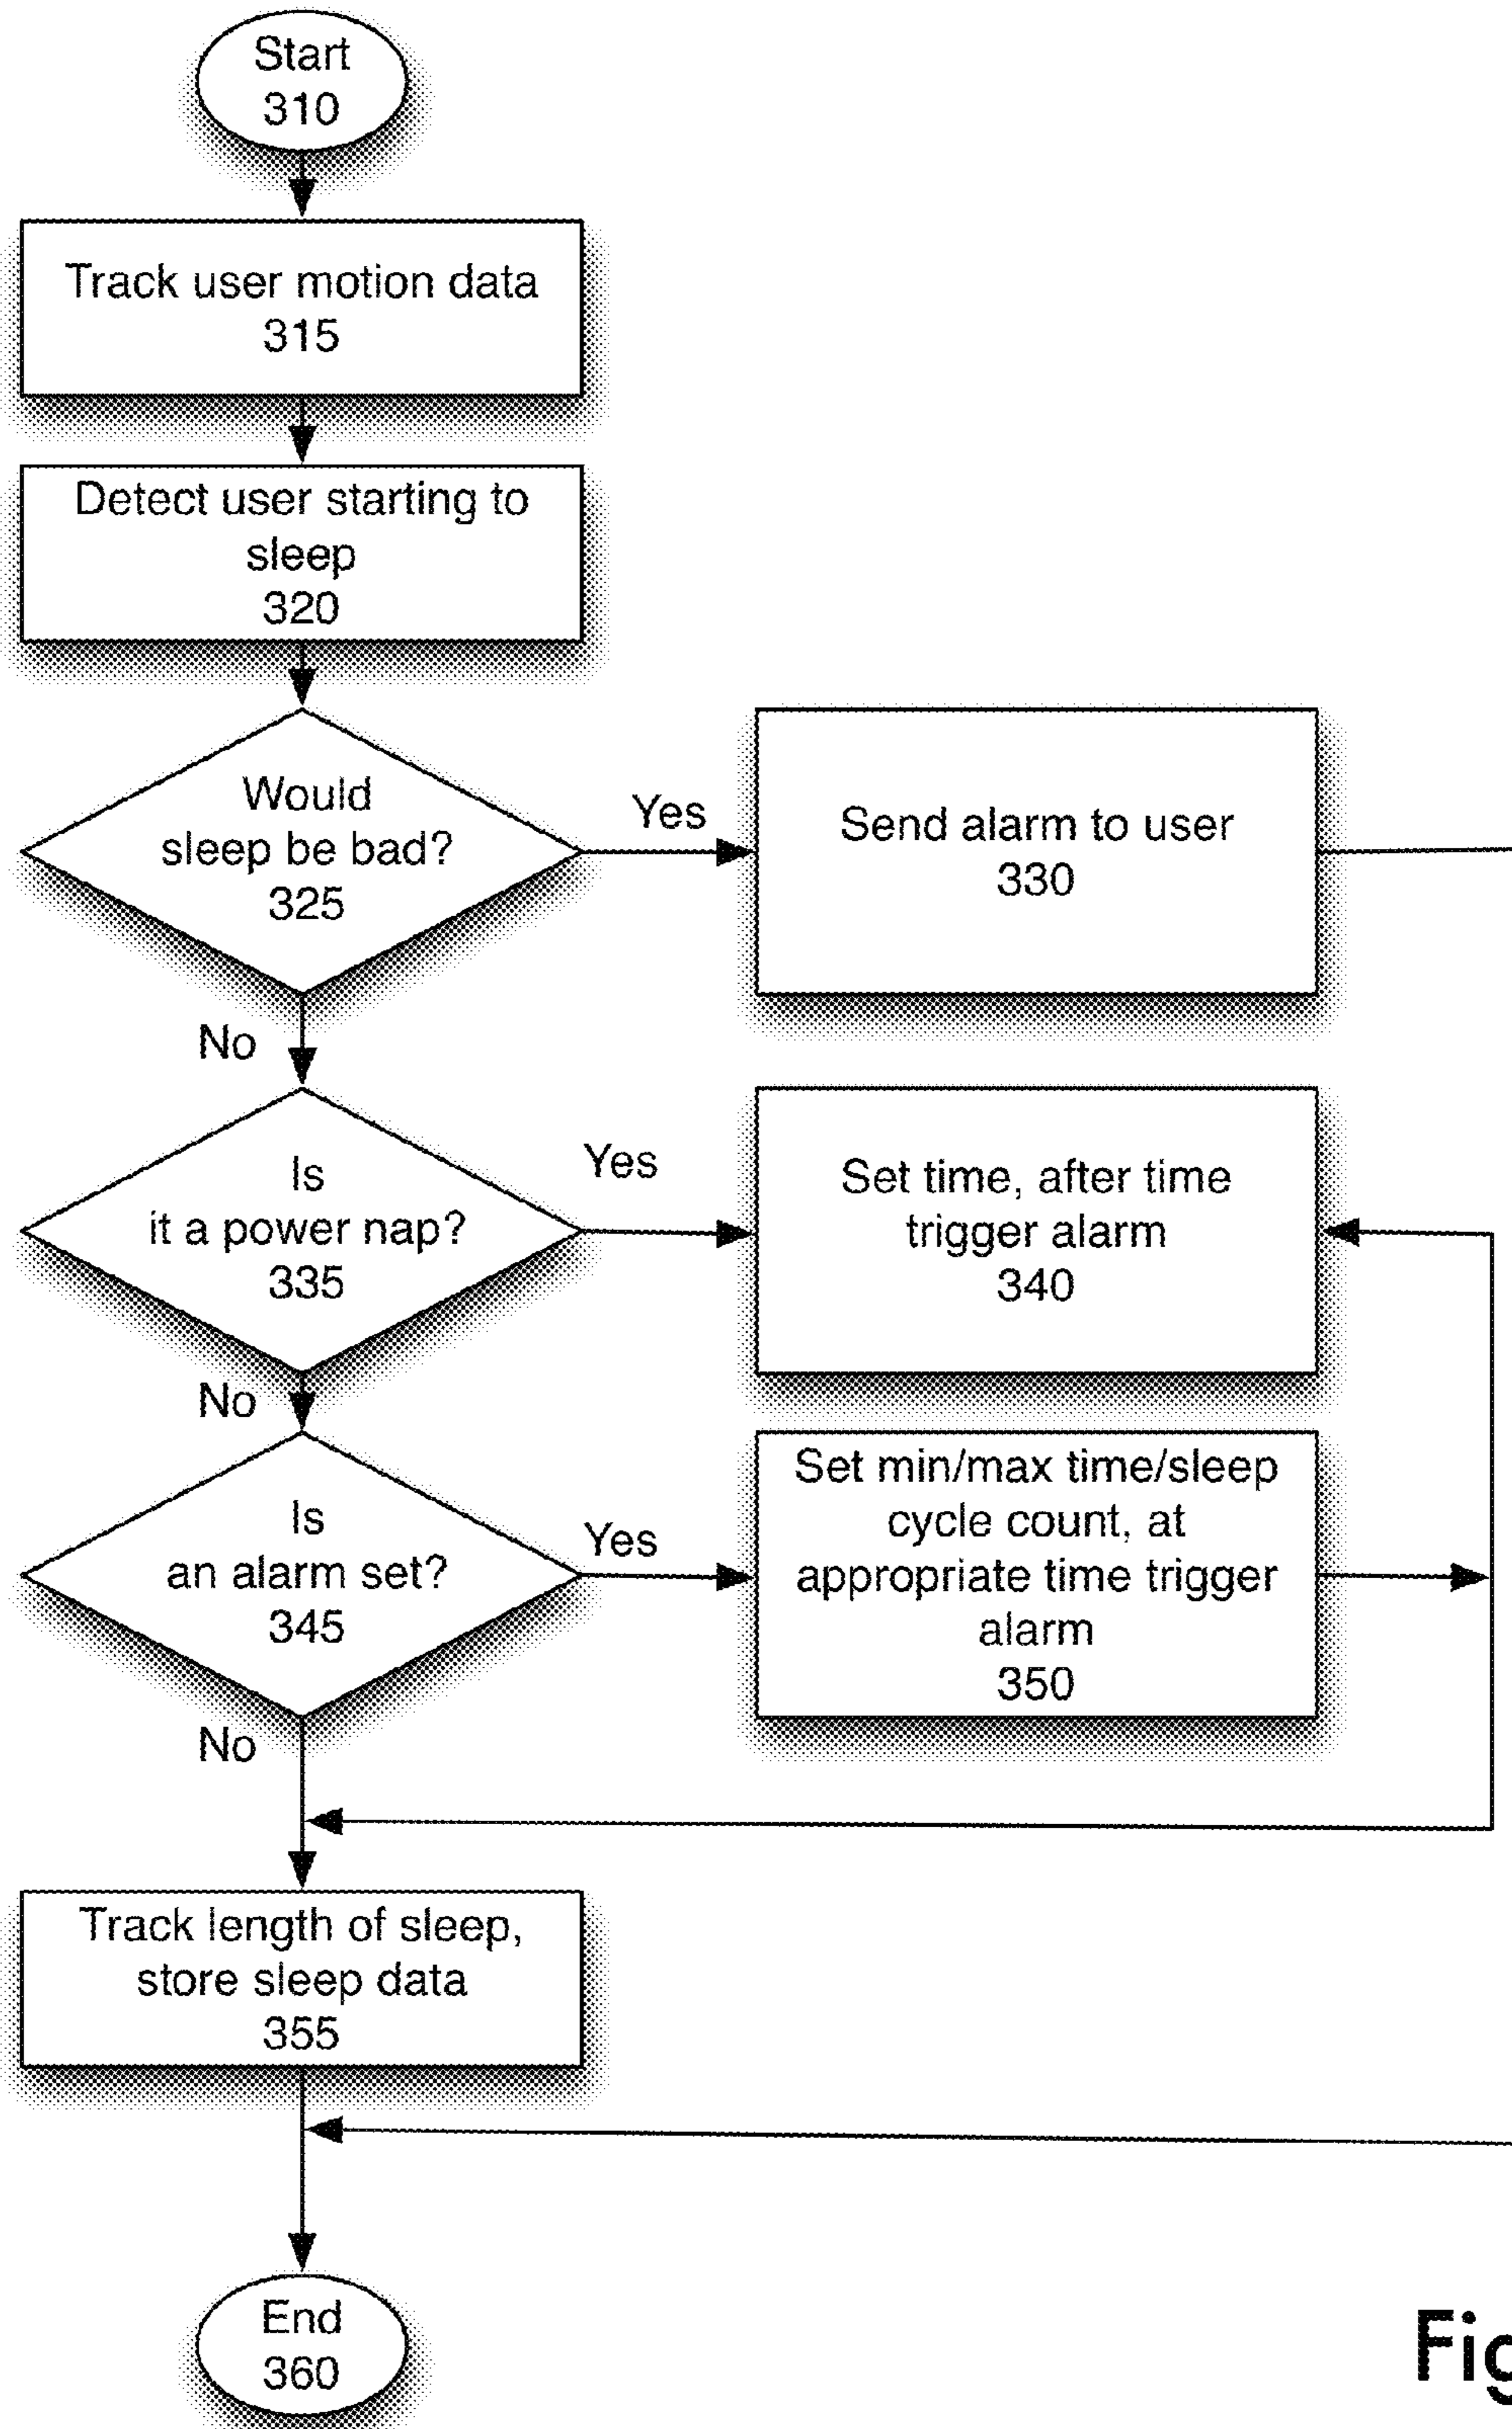 Start
310
Track user motion data
315
Detect user starting to
sleep
320
Would
sleep be bad?
325
Yes
Send alarm to user
330
No
Is
it a power nap?
335
Yes
Set time, after time
trigger alarm
340
No
Is
an alarm set?
345
Yes
Set min/max time/sleep
cycle count, at
appropriate time trigger
alarm
350
No
Track length of sleep,
store sleep data
355
End
360
Fig